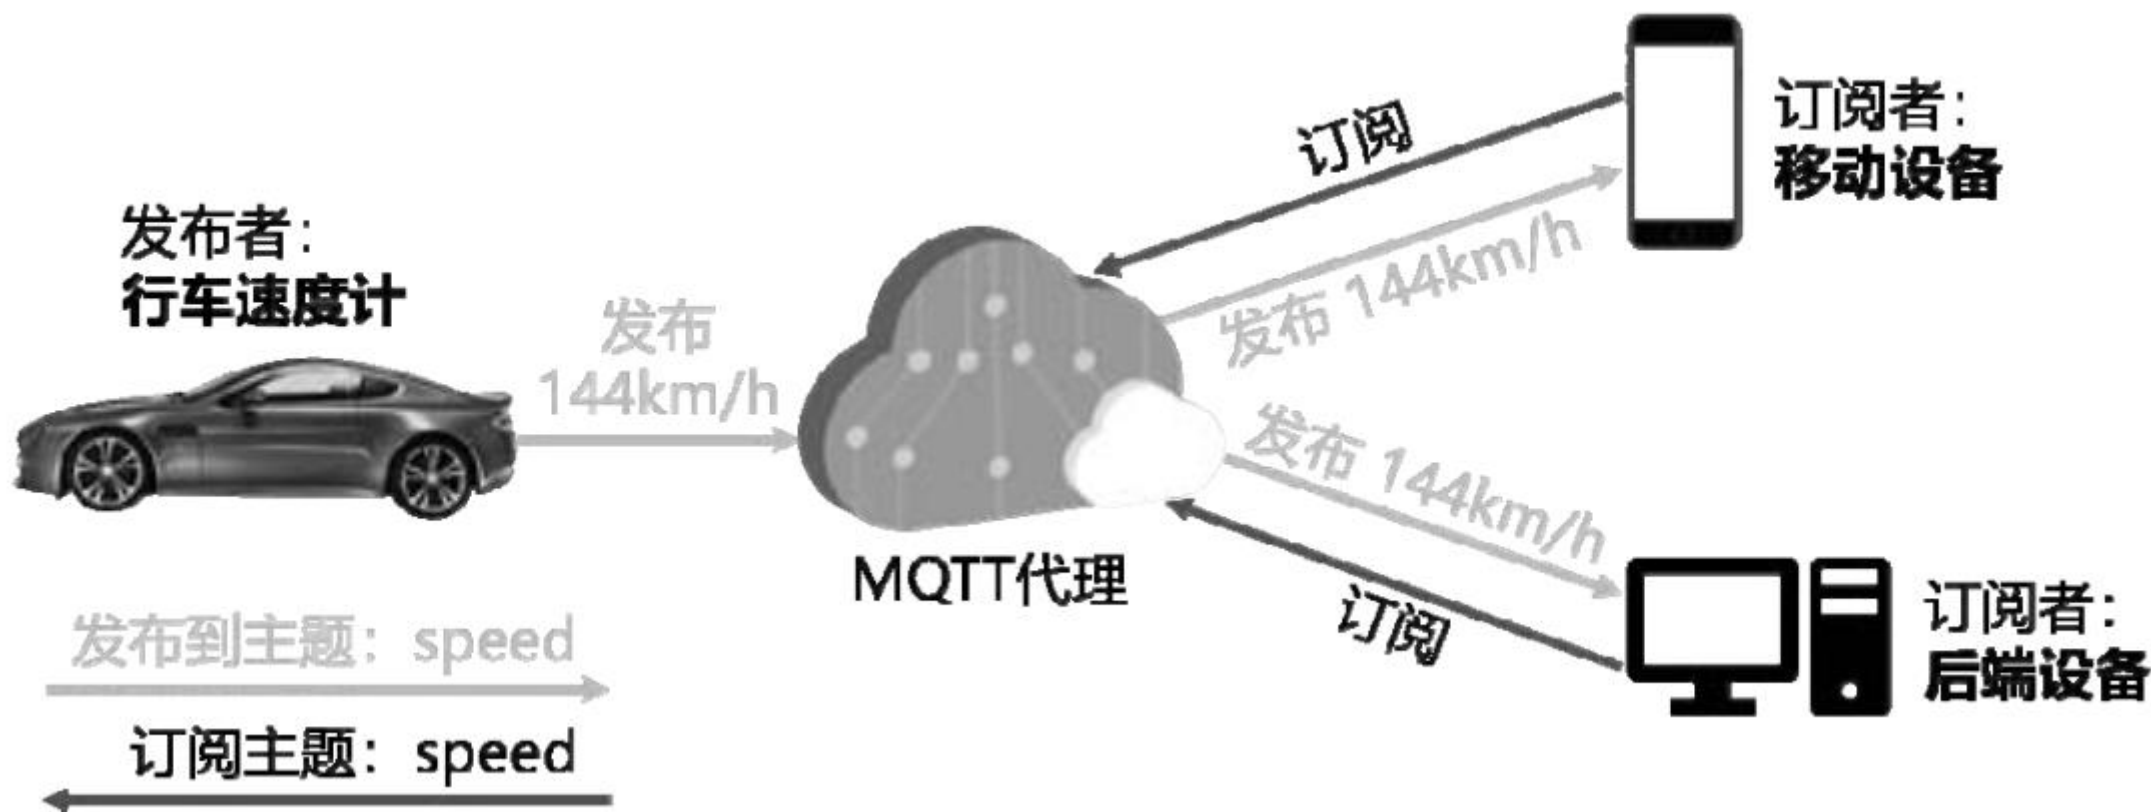 订阅者：
移动设备
订阅
发布 144km/h
发布者：
行车速度计
发布
144km/h
MQTT代理
发布 144km/h
订阅
订阅者：
后端设备
发布到主题：speed
订阅主题：speed